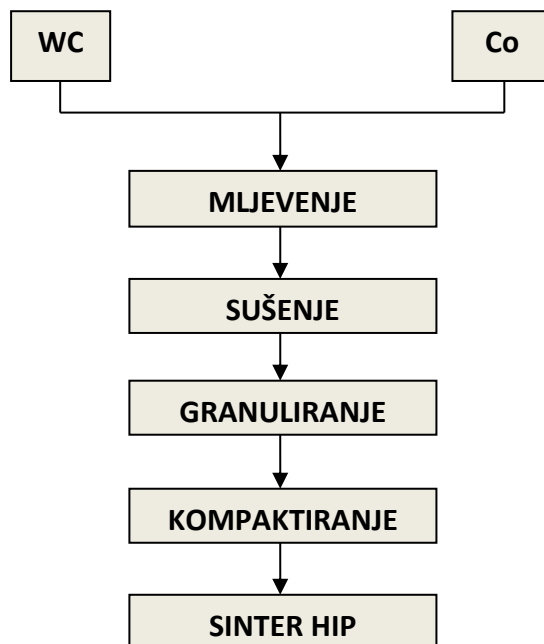 WC
Co
MLJEVENJE
SUŠENJE
GRANULIRANJE
KOMPAKTIRANJE
SINTER HIP